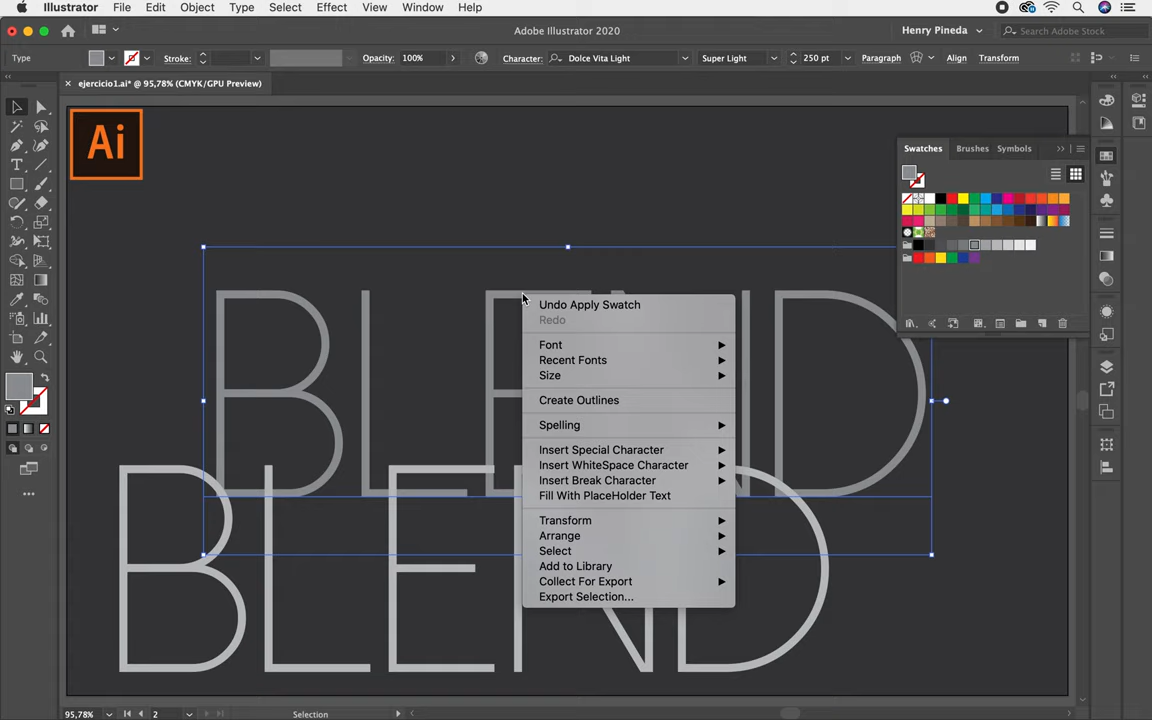 Illustrator File Edit Object Type Select Effect View Window Help
Adobe Illustrator 2020
Henry Pineda
Search Adobe Stock
Type
Stroke:
Opacity: 100%
Character: Dolce Vita Light
Super Light
250 pt
Paragraph
Align
Transform
ejercicio1.ai* @ 95,78% (CMYK/GPU Preview)
Ai
Swatches Brushes Symbols
BLEND
Undo Apply Swatch
Redo
Font
Recent Fonts
Size
Create Outlines
Spelling
Insert Special Character
Insert WhiteSpace Character
Insert Break Character
Fill With PlaceHolder Text
Transform
Arrange
Select
Add to Library
Collect For Export
Export Selection...
BLEND
95,78%
2
Selection